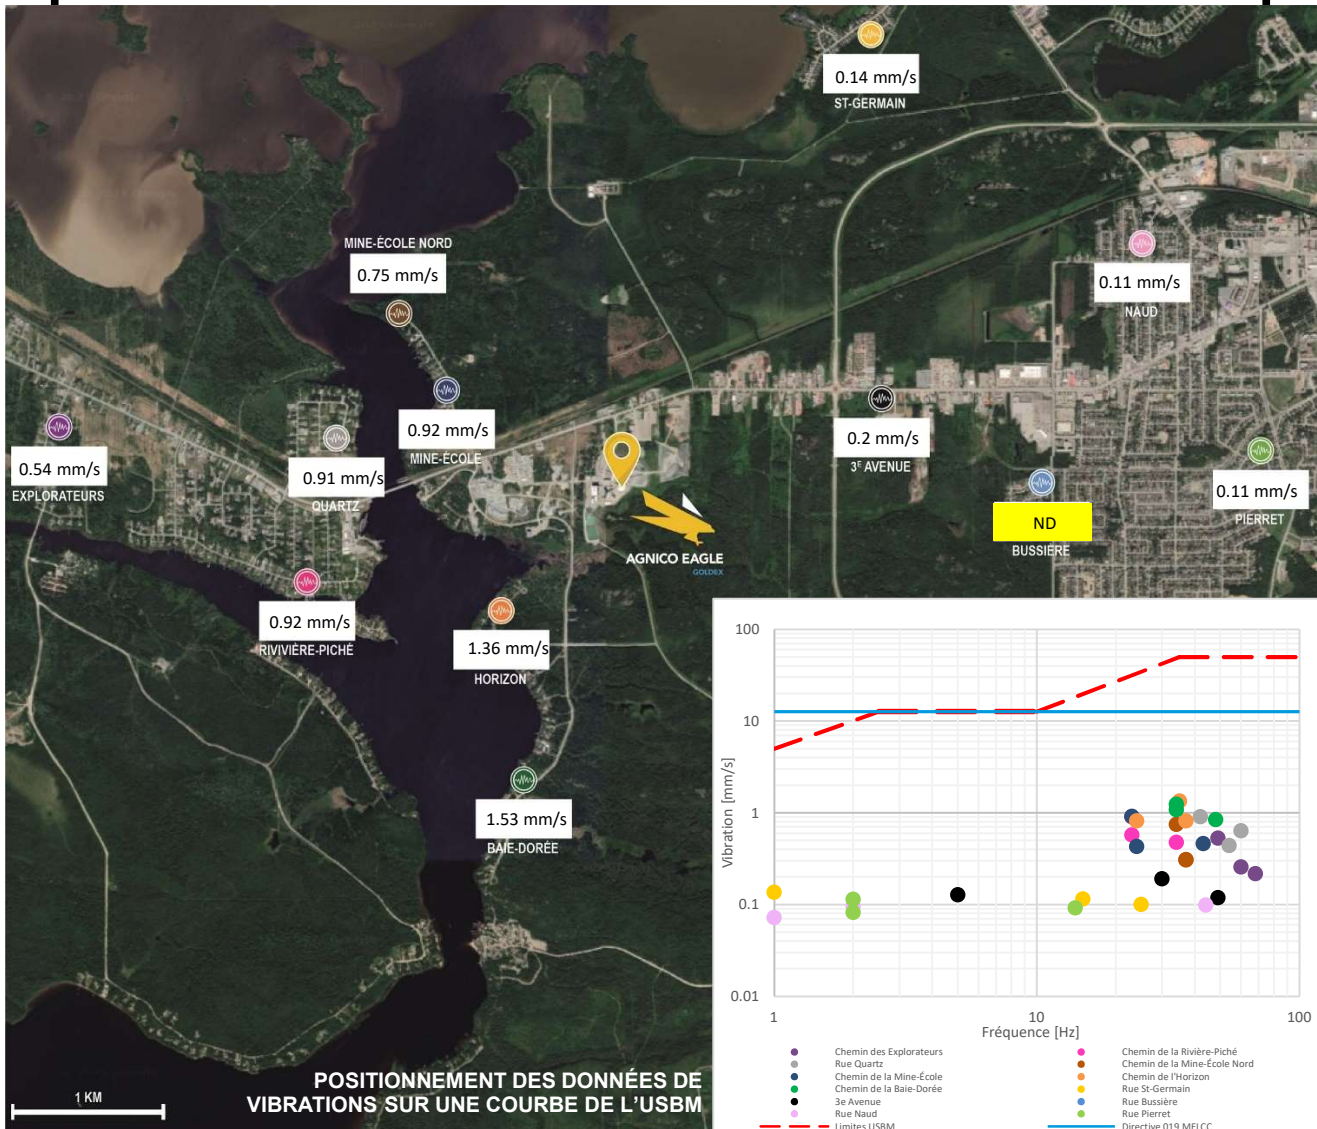 0.14 mm/s
ST-GERMAIN
MINE-ÉCOLE NORD
0.75 mm/s
0.11 mm/s
NAUD
0.92 mm/s
MINE-ÉCOLE
0.2 mm/s
3E AVENUE
0.54 mm/s
EXPLORATEURS
0.91 mm/s
QUARTZ
0.11 mm/s
PIERRET
ND
BUSSIÈRE
AGNICO EAGLE
GOLDEX
0.92 mm/s
RIVIVIÈRE-PICHÉ
1.36 mm/s
HORIZON
1.53 mm/s
BAIE-DORÉE
1 KM
POSITIONNEMENT DES DONNÉES DE
VIBRATIONS SUR UNE COURBE DE L'USBM
100
10
1
0.1
0.01
Vibration [mm/s]
1
10
100
Fréquence [Hz]
Chemin des Explorateurs
Chemin de la Rivière-Piché
Rue Quartz
Chemin de la Mine-École Nord
Chemin de la Mine-École
Chemin de l'Horizon
Chemin de la Baie-Dorée
Rue St-Germain
3e Avenue
Rue Bussière
Rue Naud
Rue Pierret
Limites USBM
Directive 019 MELCC